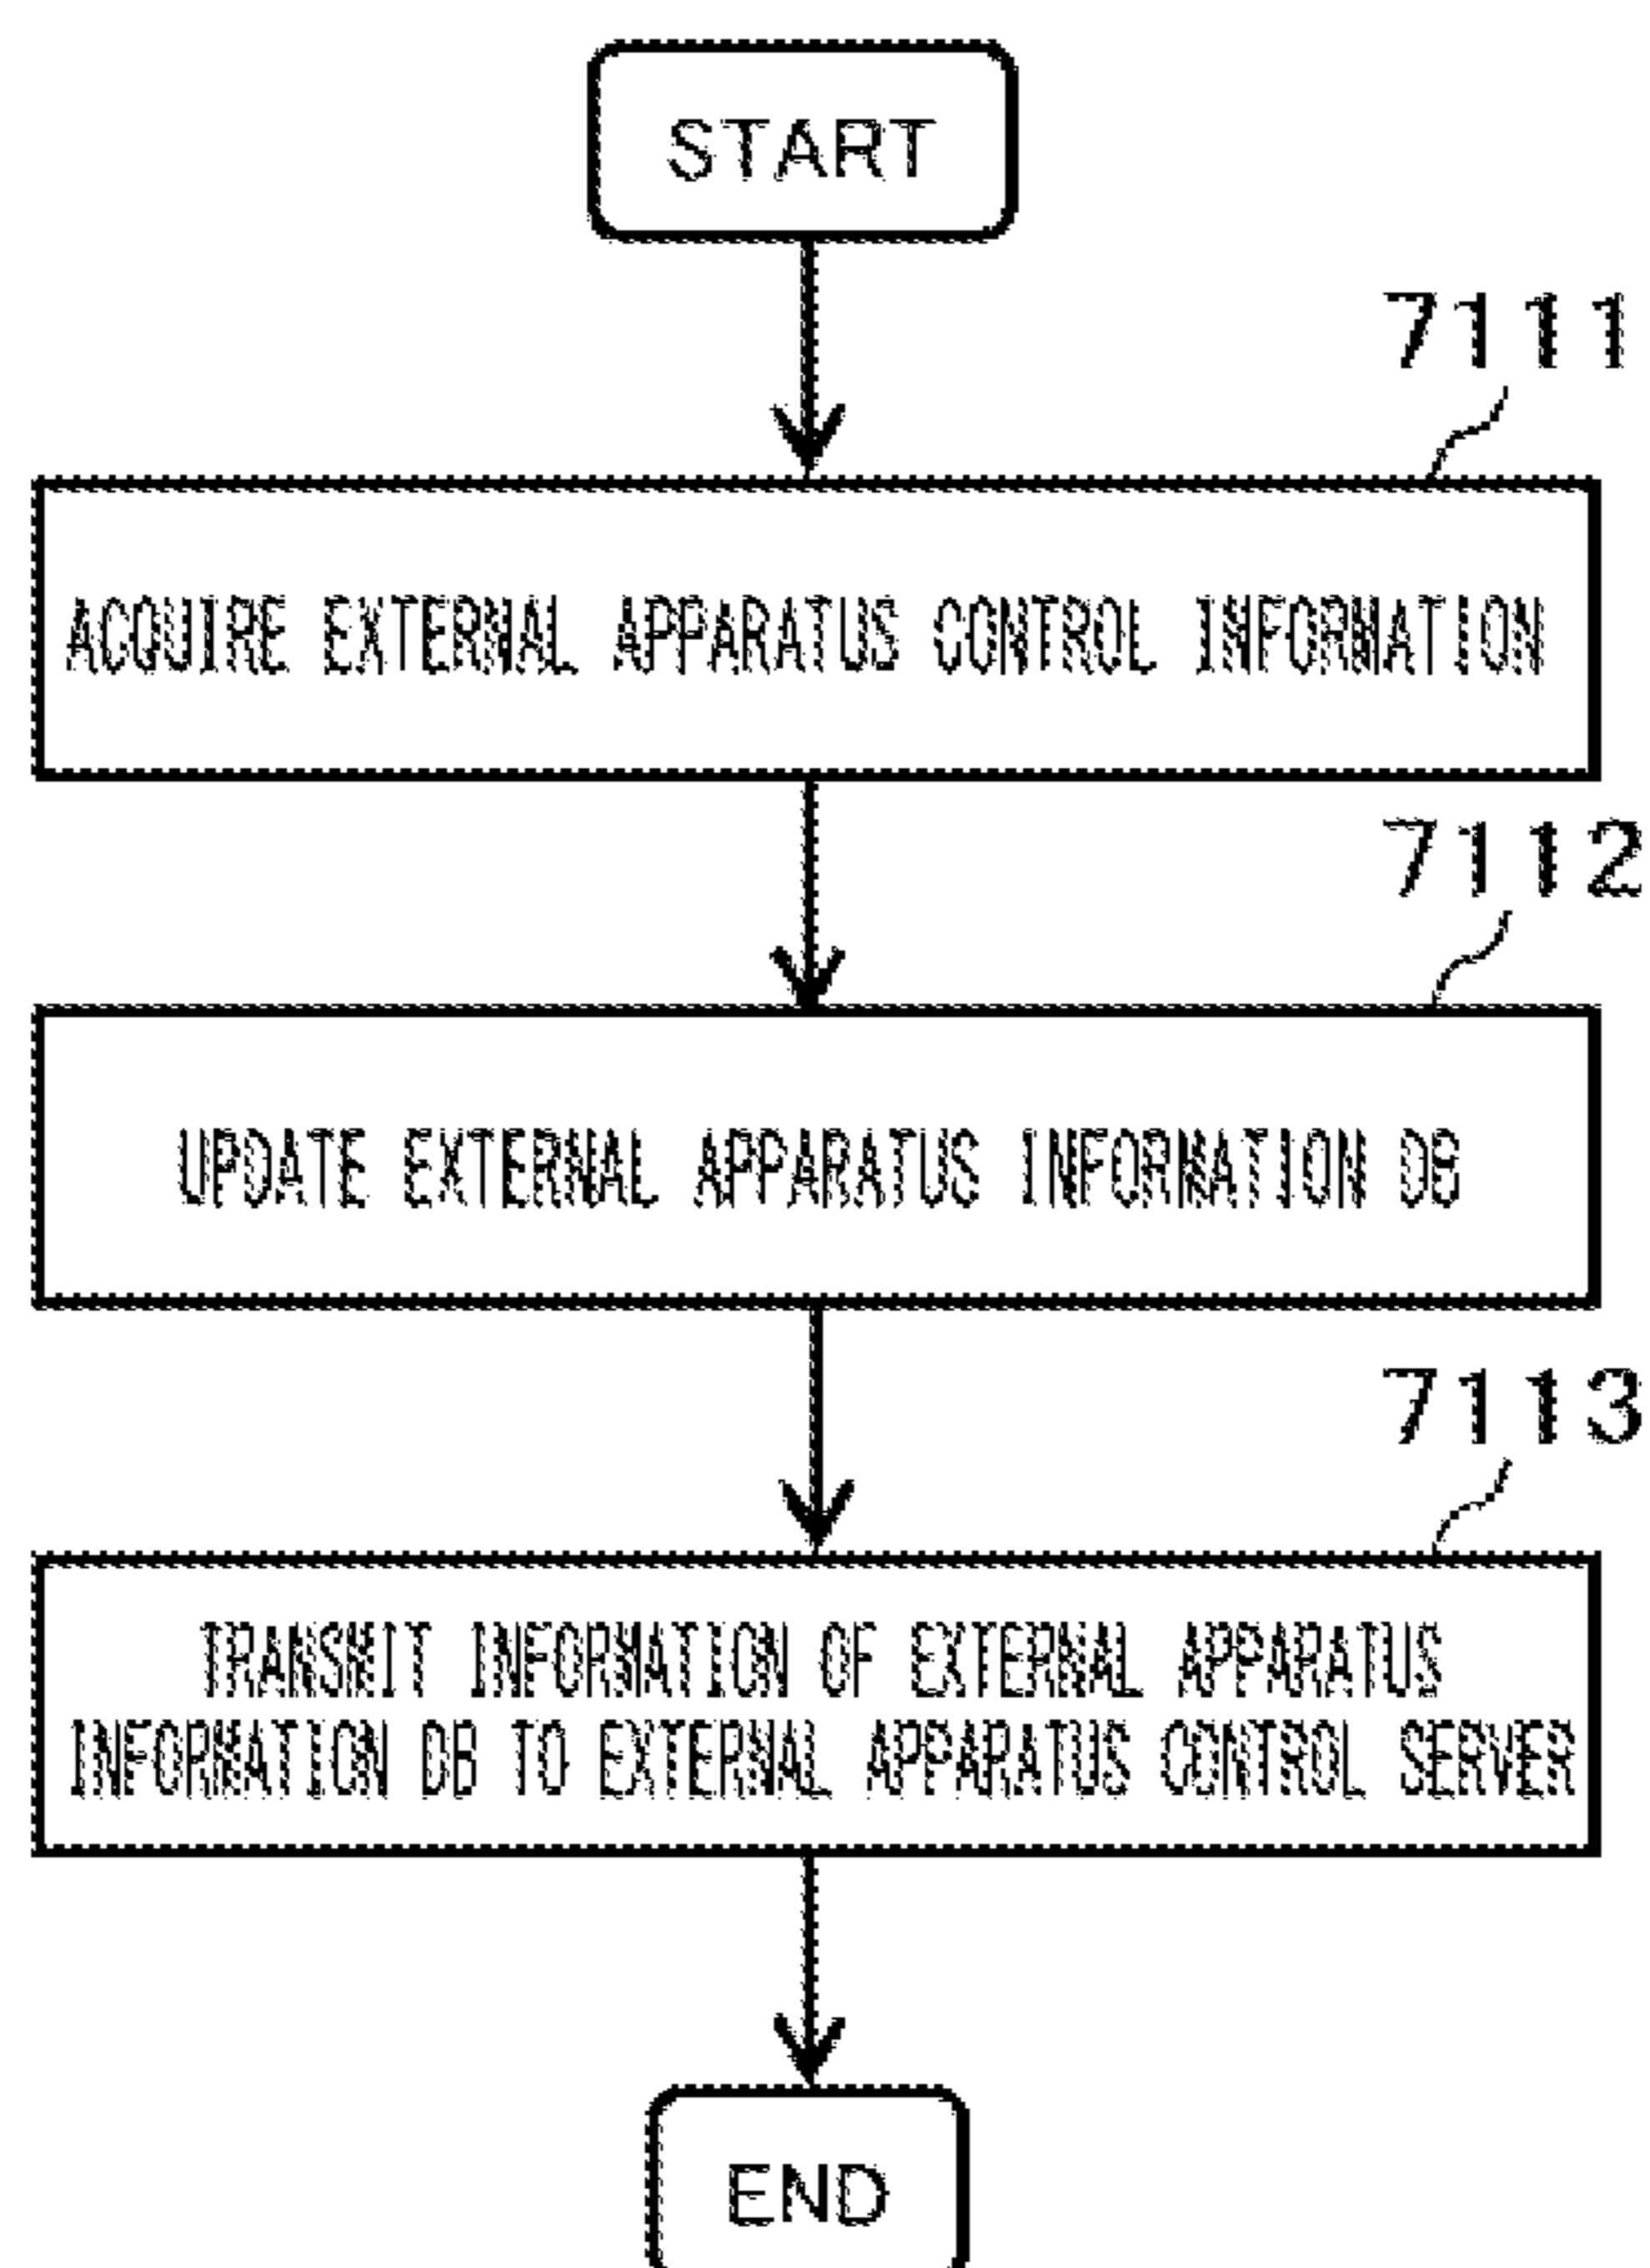 START
7111
ACQUIRE EXTERNAL APPARATUS CONTROL INFORMATION
7112
UPDATE EXTERNAL APPARATUS INFORMATION DB
7113
TRANSMIT INFORMATION OF EXTERNAL APPARATUS
INFORMATION DB TO EXTERNAL APPARATUS CONTROL SERVER
END